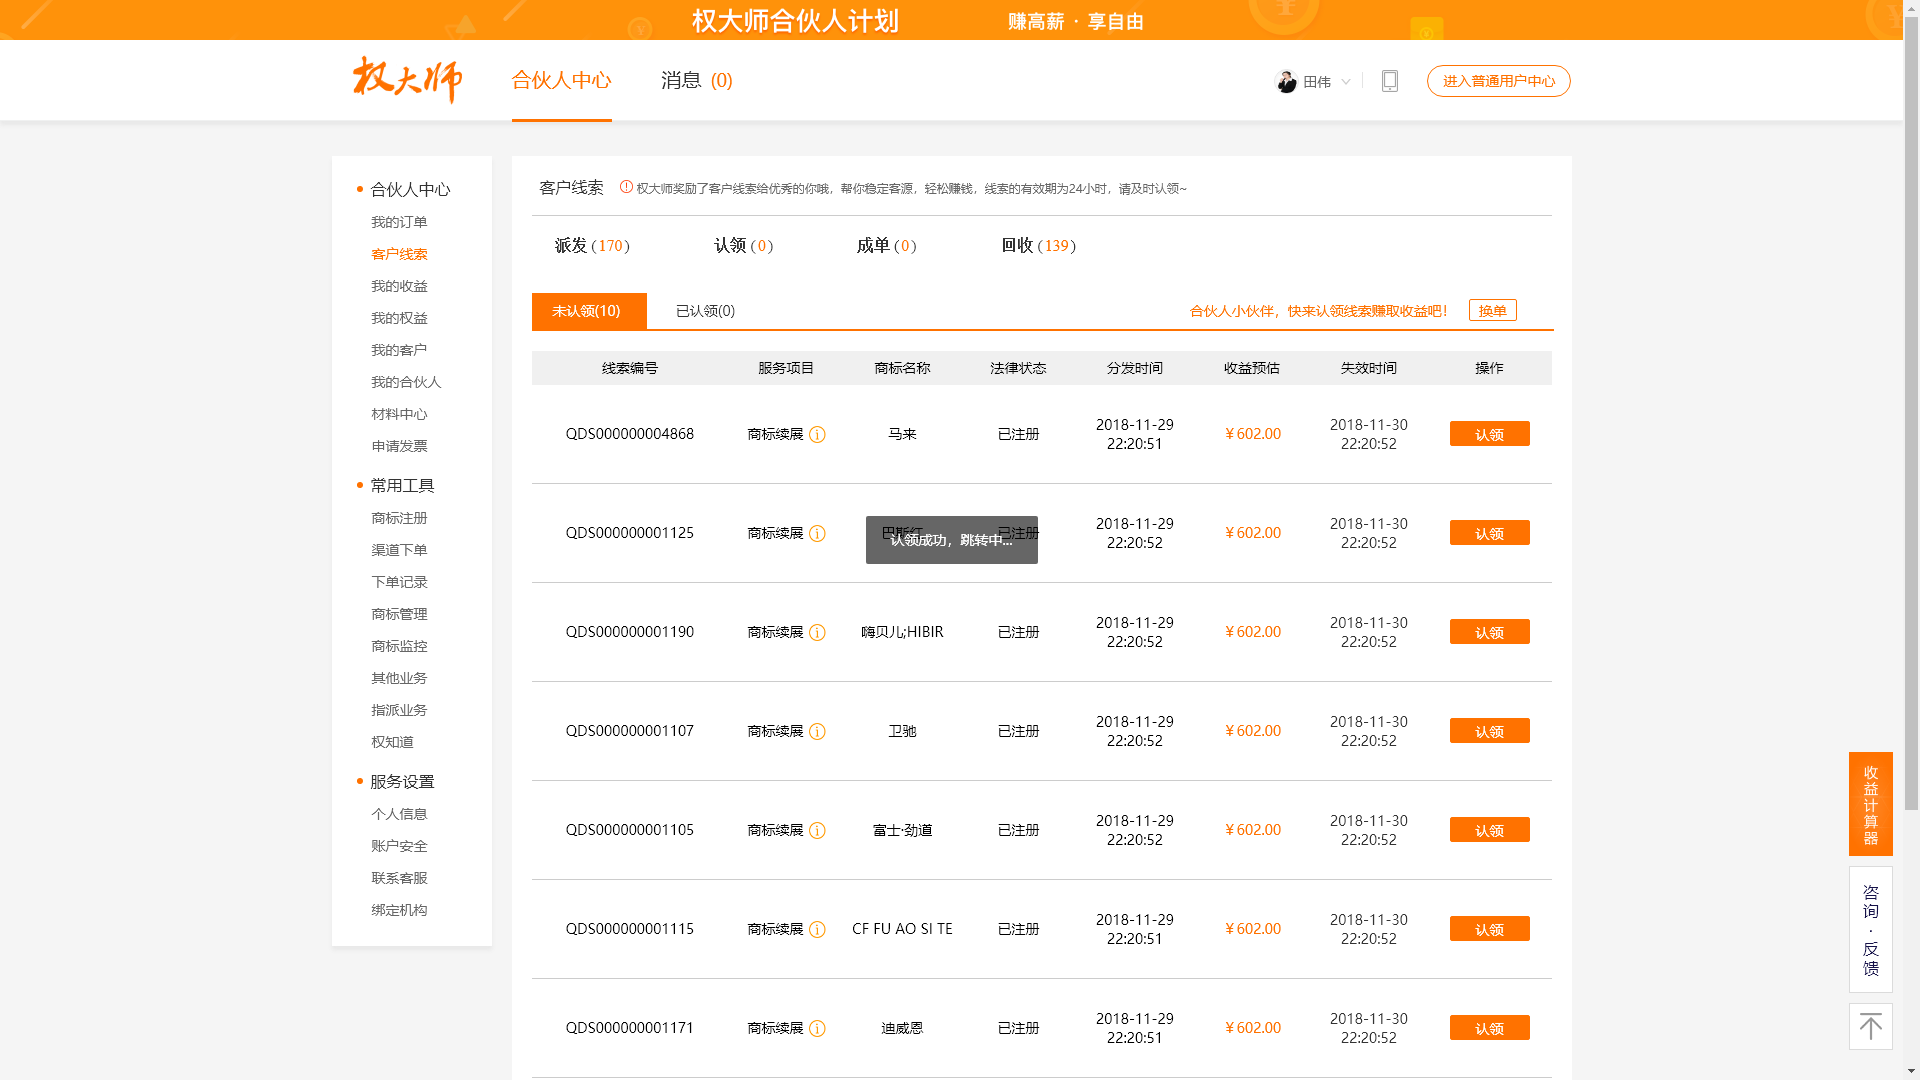 权大师合伙人计划 赚高薪 · 享自由
权大师 合伙人中心 消息 (0) 田伟 进入普通用户中心
合伙人中心
我的订单
客户线索
我的收益
我的权益
我的客户
我的合伙人
材料中心
申请发票
常用工具
商标注册
渠道下单
下单记录
商标管理
商标监控
其他业务
指派业务
权知道
服务设置
个人信息
账户安全
联系客服
绑定机构
客户线索 权大师奖励了客户线索给优秀的你哦，帮你稳定客源，轻松赚钱，线索的有效期为24小时，请及时认领~
派发 (170) 认领 (0) 成单 (0) 回收 (139)
未认领(10) 已认领(0) 合伙人小伙伴，快来认领线索赚取收益吧！ 换单
线索编号 服务项目 商标名称 法律状态 分发时间 收益预估 失效时间 操作
QDS000000004868 商标续展 马来 已注册 2018-11-29 22:20:51 ￥602.00 2018-11-30 22:20:52 认领
QDS000000001125 商标续展 巴斯红 已注册 2018-11-29 22:20:52 ￥602.00 2018-11-30 22:20:52 认领
认领成功，跳转中...
QDS000000001190 商标续展 嗨贝儿;HIBIR 已注册 2018-11-29 22:20:52 ￥602.00 2018-11-30 22:20:52 认领
QDS000000001107 商标续展 卫驰 已注册 2018-11-29 22:20:52 ￥602.00 2018-11-30 22:20:52 认领
QDS000000001105 商标续展 富士·劲道 已注册 2018-11-29 22:20:52 ￥602.00 2018-11-30 22:20:52 认领
QDS000000001115 商标续展 CF FU AO SI TE 已注册 2018-11-29 22:20:51 ￥602.00 2018-11-30 22:20:52 认领
QDS000000001171 商标续展 迪威恩 已注册 2018-11-29 22:20:51 ￥602.00 2018-11-30 22:20:52 认领
收益计算器
咨询·反馈